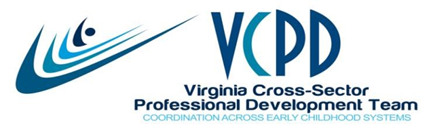 VCPD
Virginia Cross-Sector
Professional Development Team
COORDINATION ACROSS EARLY CHILDHOOD SYSTEMS